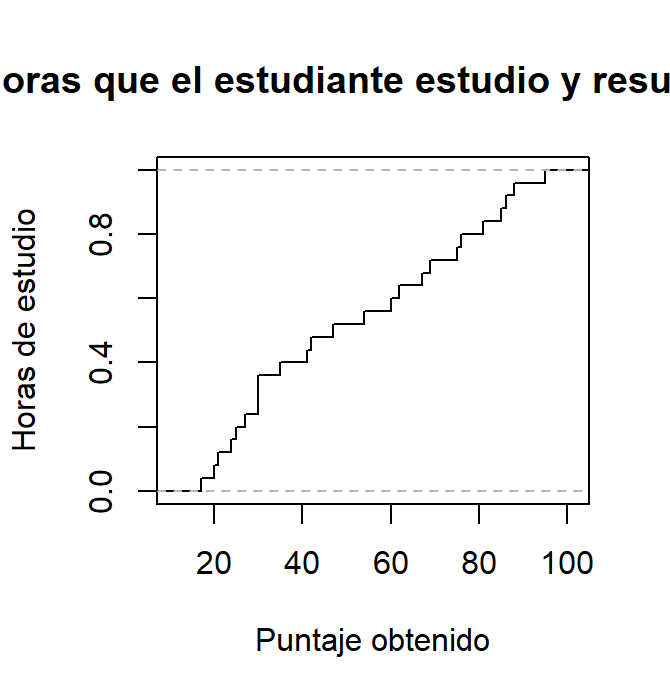 oras que el estudiante estudio y resu
Horas de estudio
0.8
0.4
0.0
20 40 60 80 100
Puntaje obtenido